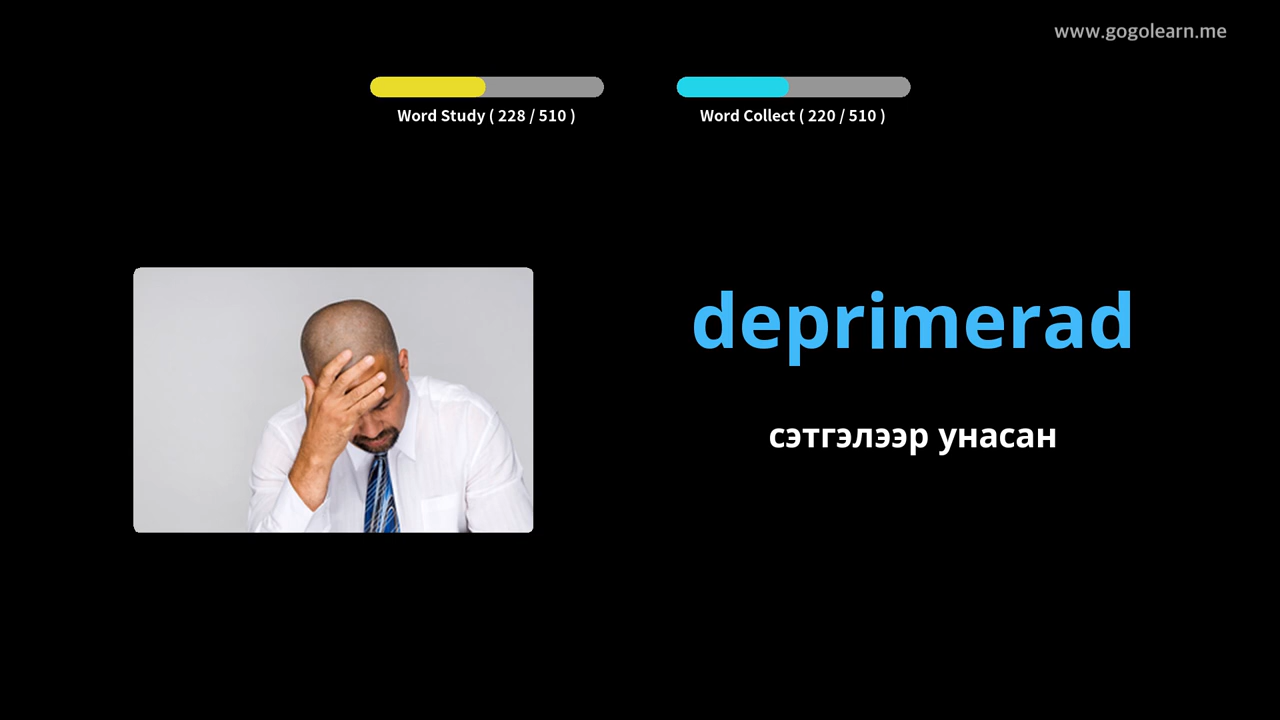 www.gogolearn.me
Word Study ( 228 / 510 )
Word Collect ( 220 / 510 )
deprimerad
сэтгэлээр унасан